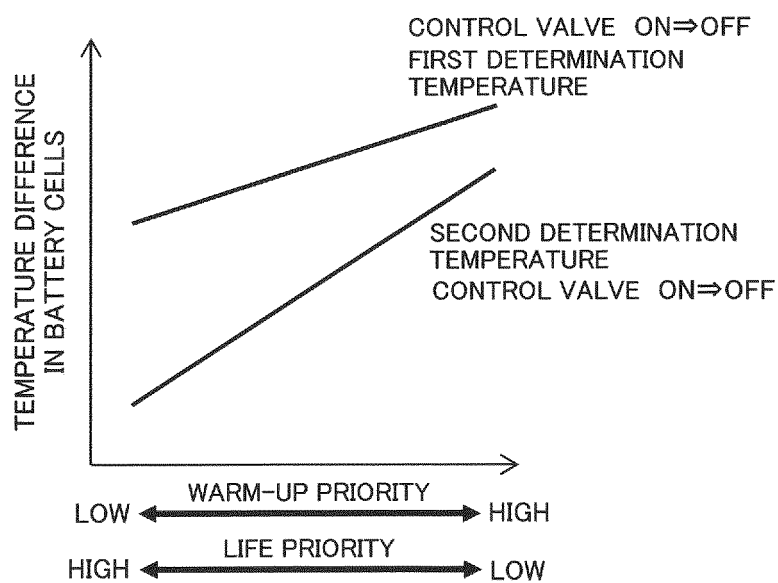 CONTROL VALVE ON⇒OFF
FIRST DETERMINATION
TEMPERATURE
TEMPERATURE DIFFERENCE
IN BATTERY CELLS
SECOND DETERMINATION
TEMPERATURE
CONTROL VALVE ON⇒OFF
WARM-UP PRIORITY
LOW HIGH
LIFE PRIORITY
HIGH LOW